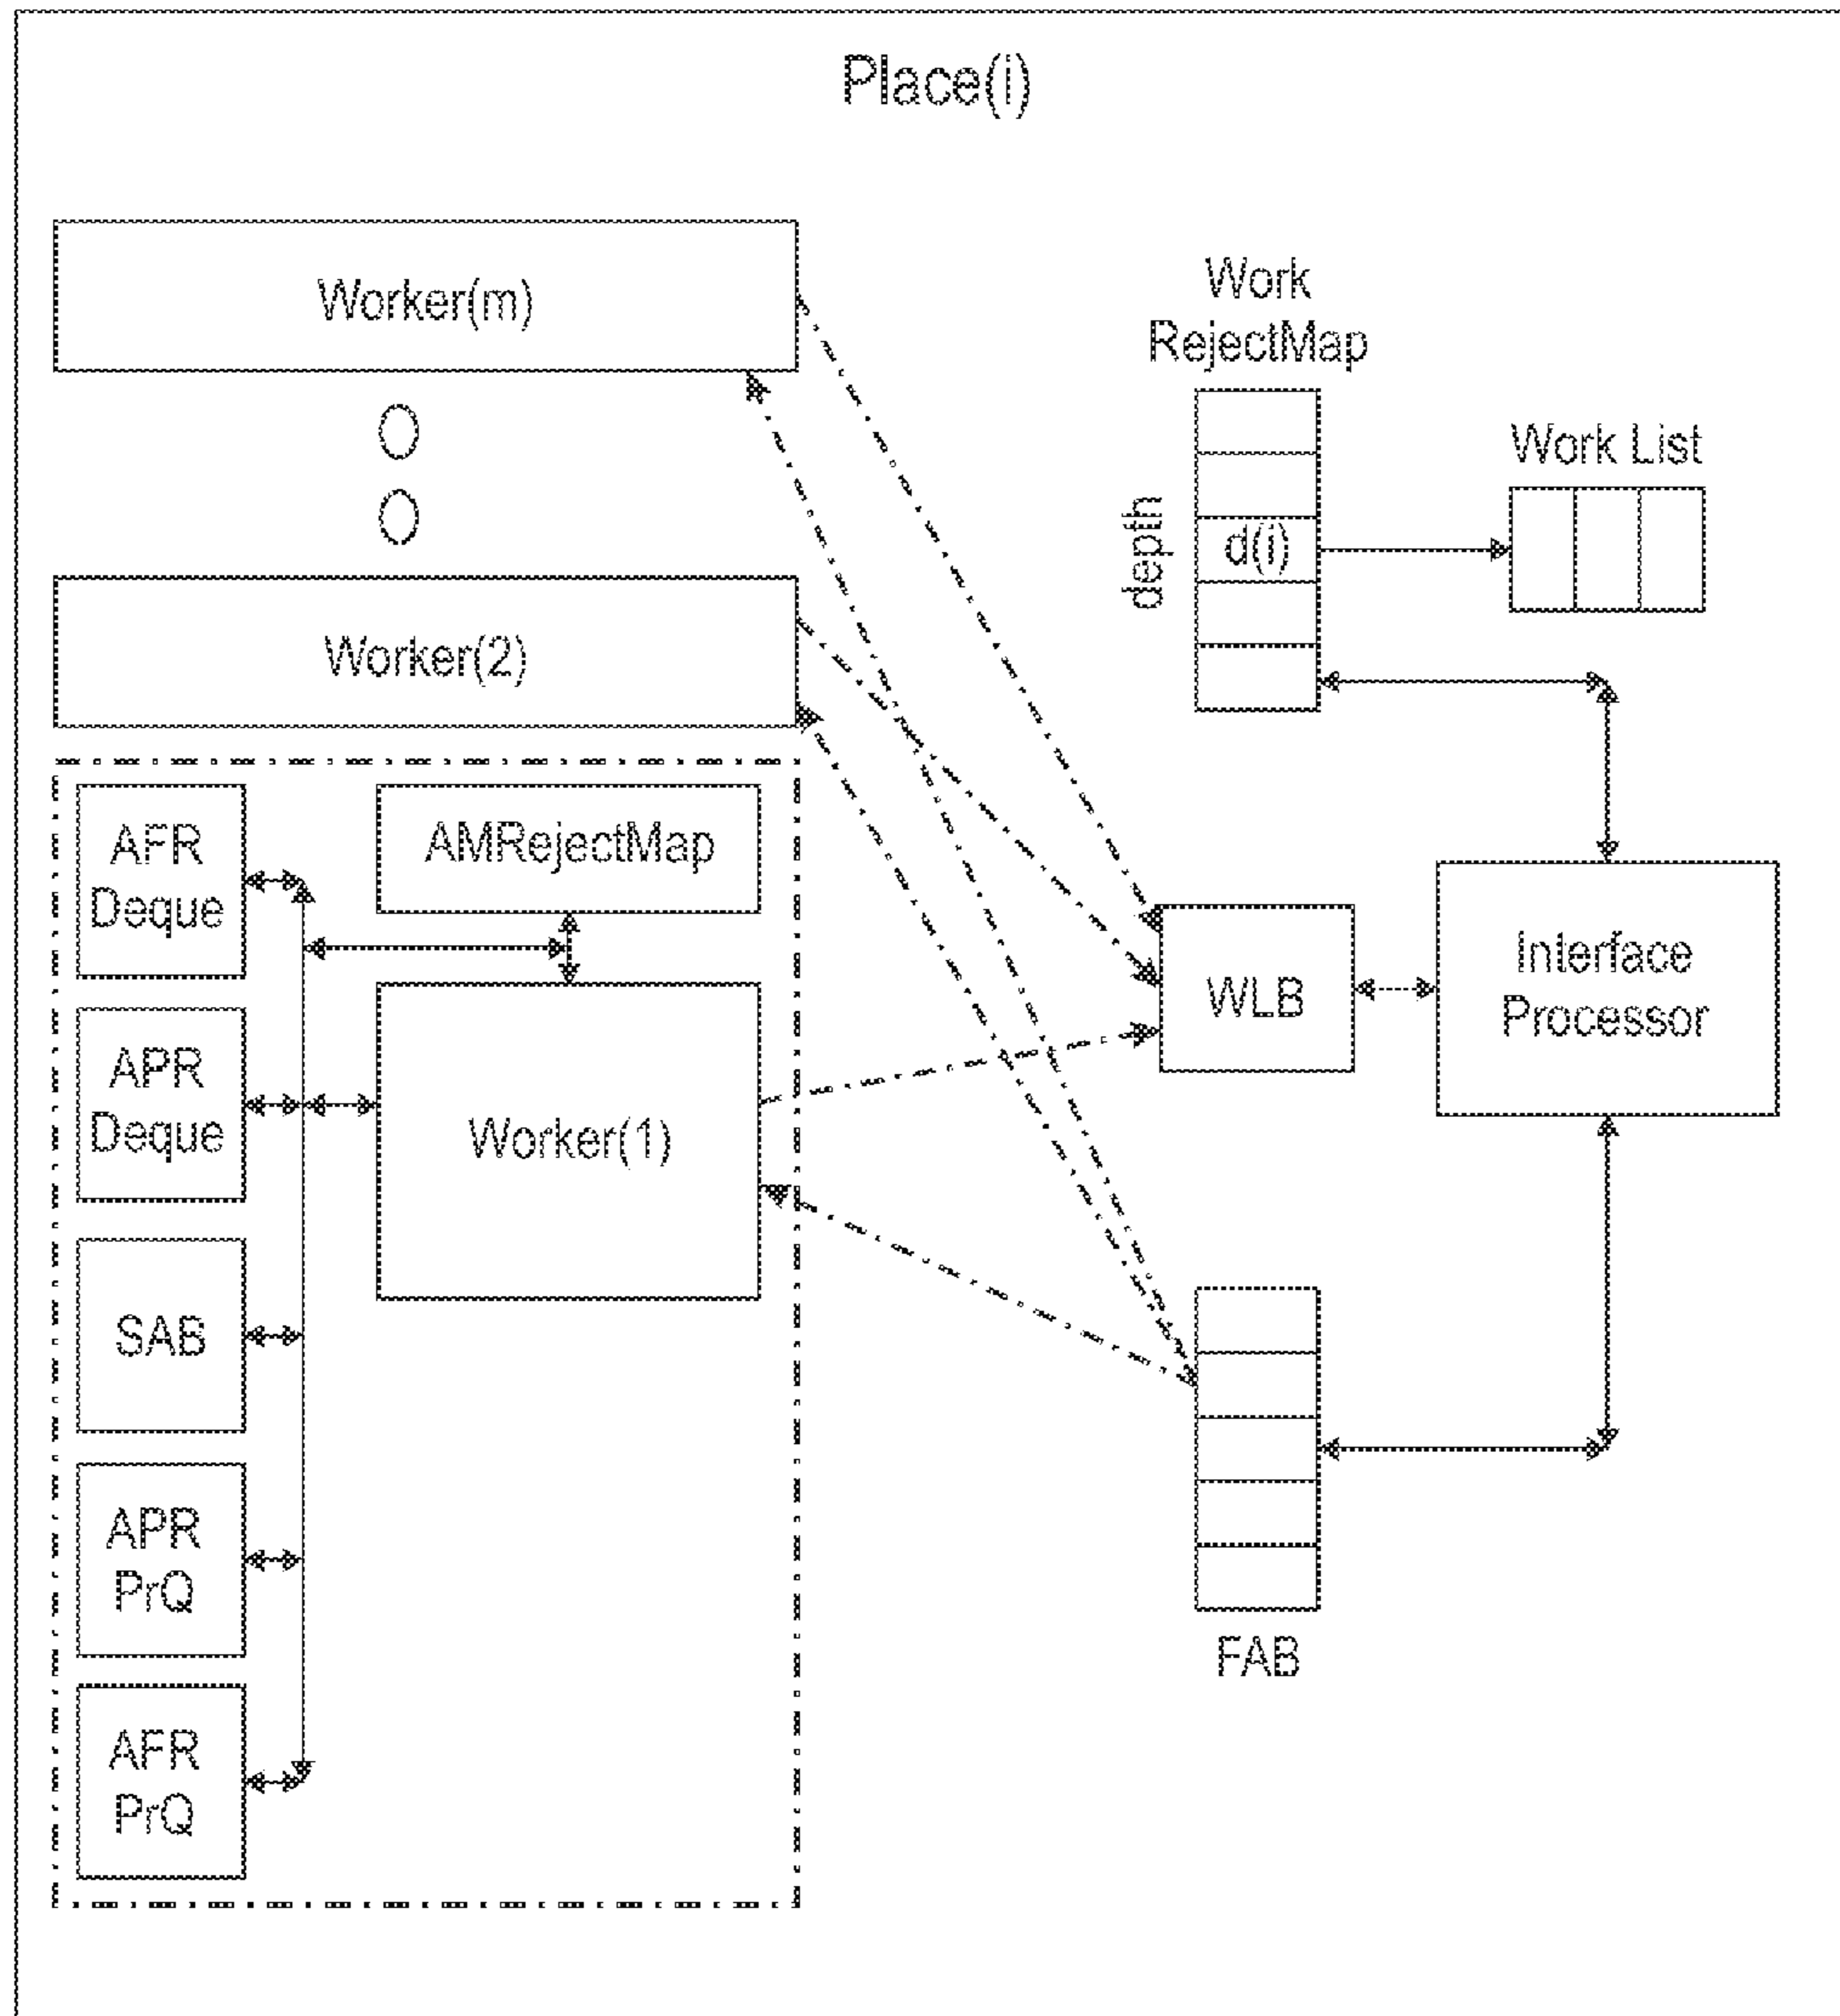 Place(i)
Worker(m)
Worker(2)
AFR
Deque
AMRejectMap
APR
Deque
Worker(1)
SAB
APR
PrQ
AFR
PrQ
Work
RejectMap
depth
d(i)
Work List
WLB
Interface
Processor
FAB